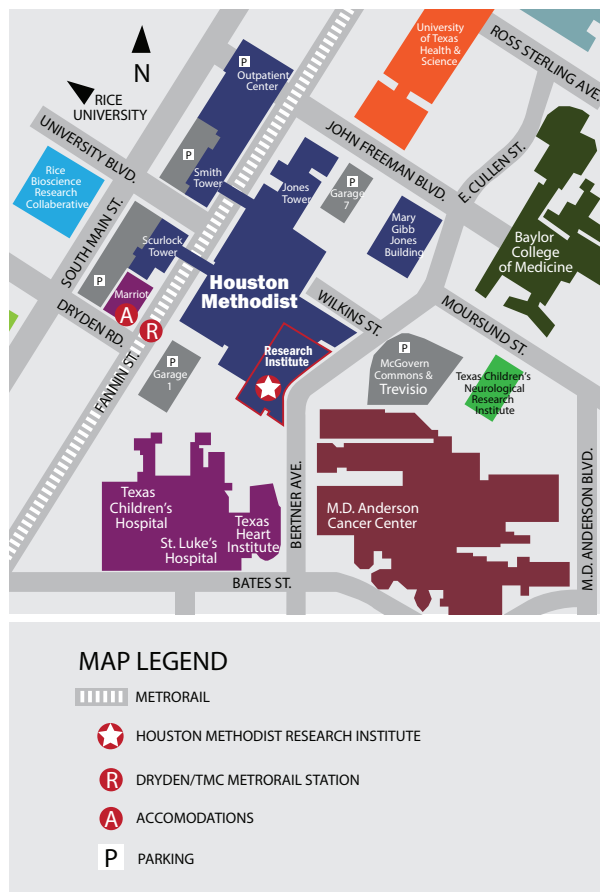 ROSS STERLING AVE.
University
of Texas
Health &
Science
N
P
Outpatient
Center
RICE
UNIVERSITY
UNIVERSITY BLVD.
JOHN FREEMAN BLVD.
E. CULLEN ST.
P
Smith
Tower
Jones
Tower
P
Garage
7
Rice
Bioscience
Research
Collaborative
Mary
Gibb
Jones
Building
Baylor
College
of Medicine
SOUTH MAIN ST.
Scurlock
Tower
P
Marriot
A
R
Houston
Methodist
WILKINS ST.
MOURSUND ST.
DRYDEN RD.
FANNIN ST.
P
Garage
1
Research
Institute
P
McGovern
Commons &
Trevisio
Texas Children's
Neurological
Research
Institute
Texas
Children's
Hospital
St. Luke's
Hospital
Texas
Heart
Institute
BERTNER AVE.
M.D. Anderson
Cancer Center
M.D. ANDERSON BLVD.
BATES ST.
MAP LEGEND
METRORAIL
HOUSTON METHODIST RESEARCH INSTITUTE
R DRYDEN/TMC METRORAIL STATION
A ACCOMODATIONS
P PARKING